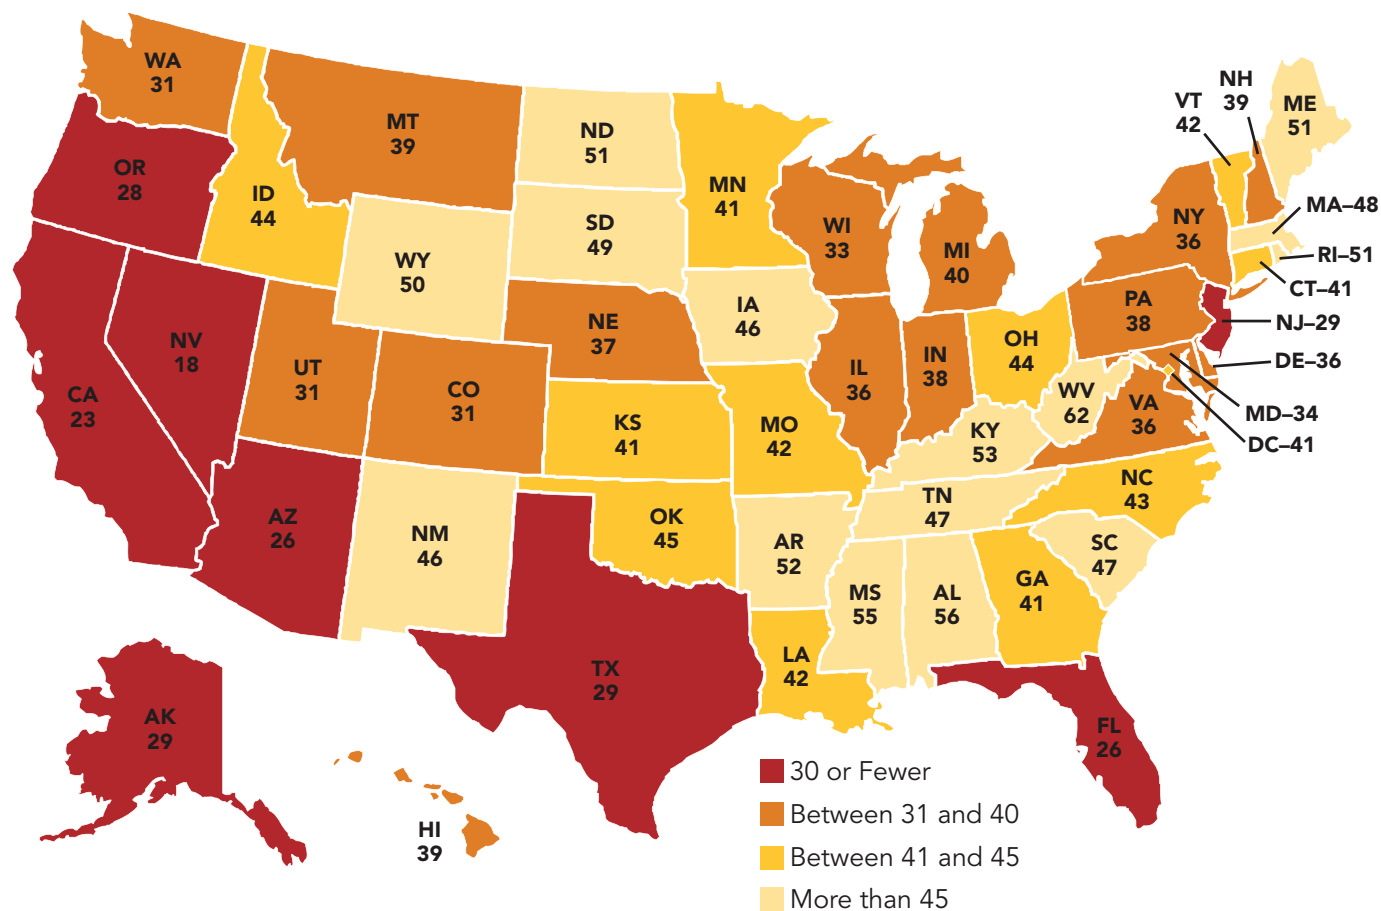 WA
31
OR
28
CA
23
NV
18
ID
44
MT
39
WY
50
UT
31
CO
31
AZ
26
NM
46
ND
51
SD
49
NE
37
KS
41
OK
45
TX
29
MN
41
IA
46
MO
42
AR
52
LA
42
WI
33
IL
36
MI
40
IN
38
OH
44
KY
53
TN
47
MS
55
AL
56
GA
41
FL
26
SC
47
NC
43
VA
36
WV
62
PA
38
NY
36
VT
42
NH
39
ME
51
MA–48
RI–51
CT–41
NJ–29
DE–36
MD–34
DC–41
AK
29
HI
39
30 or Fewer
Between 31 and 40
Between 41 and 45
More than 45